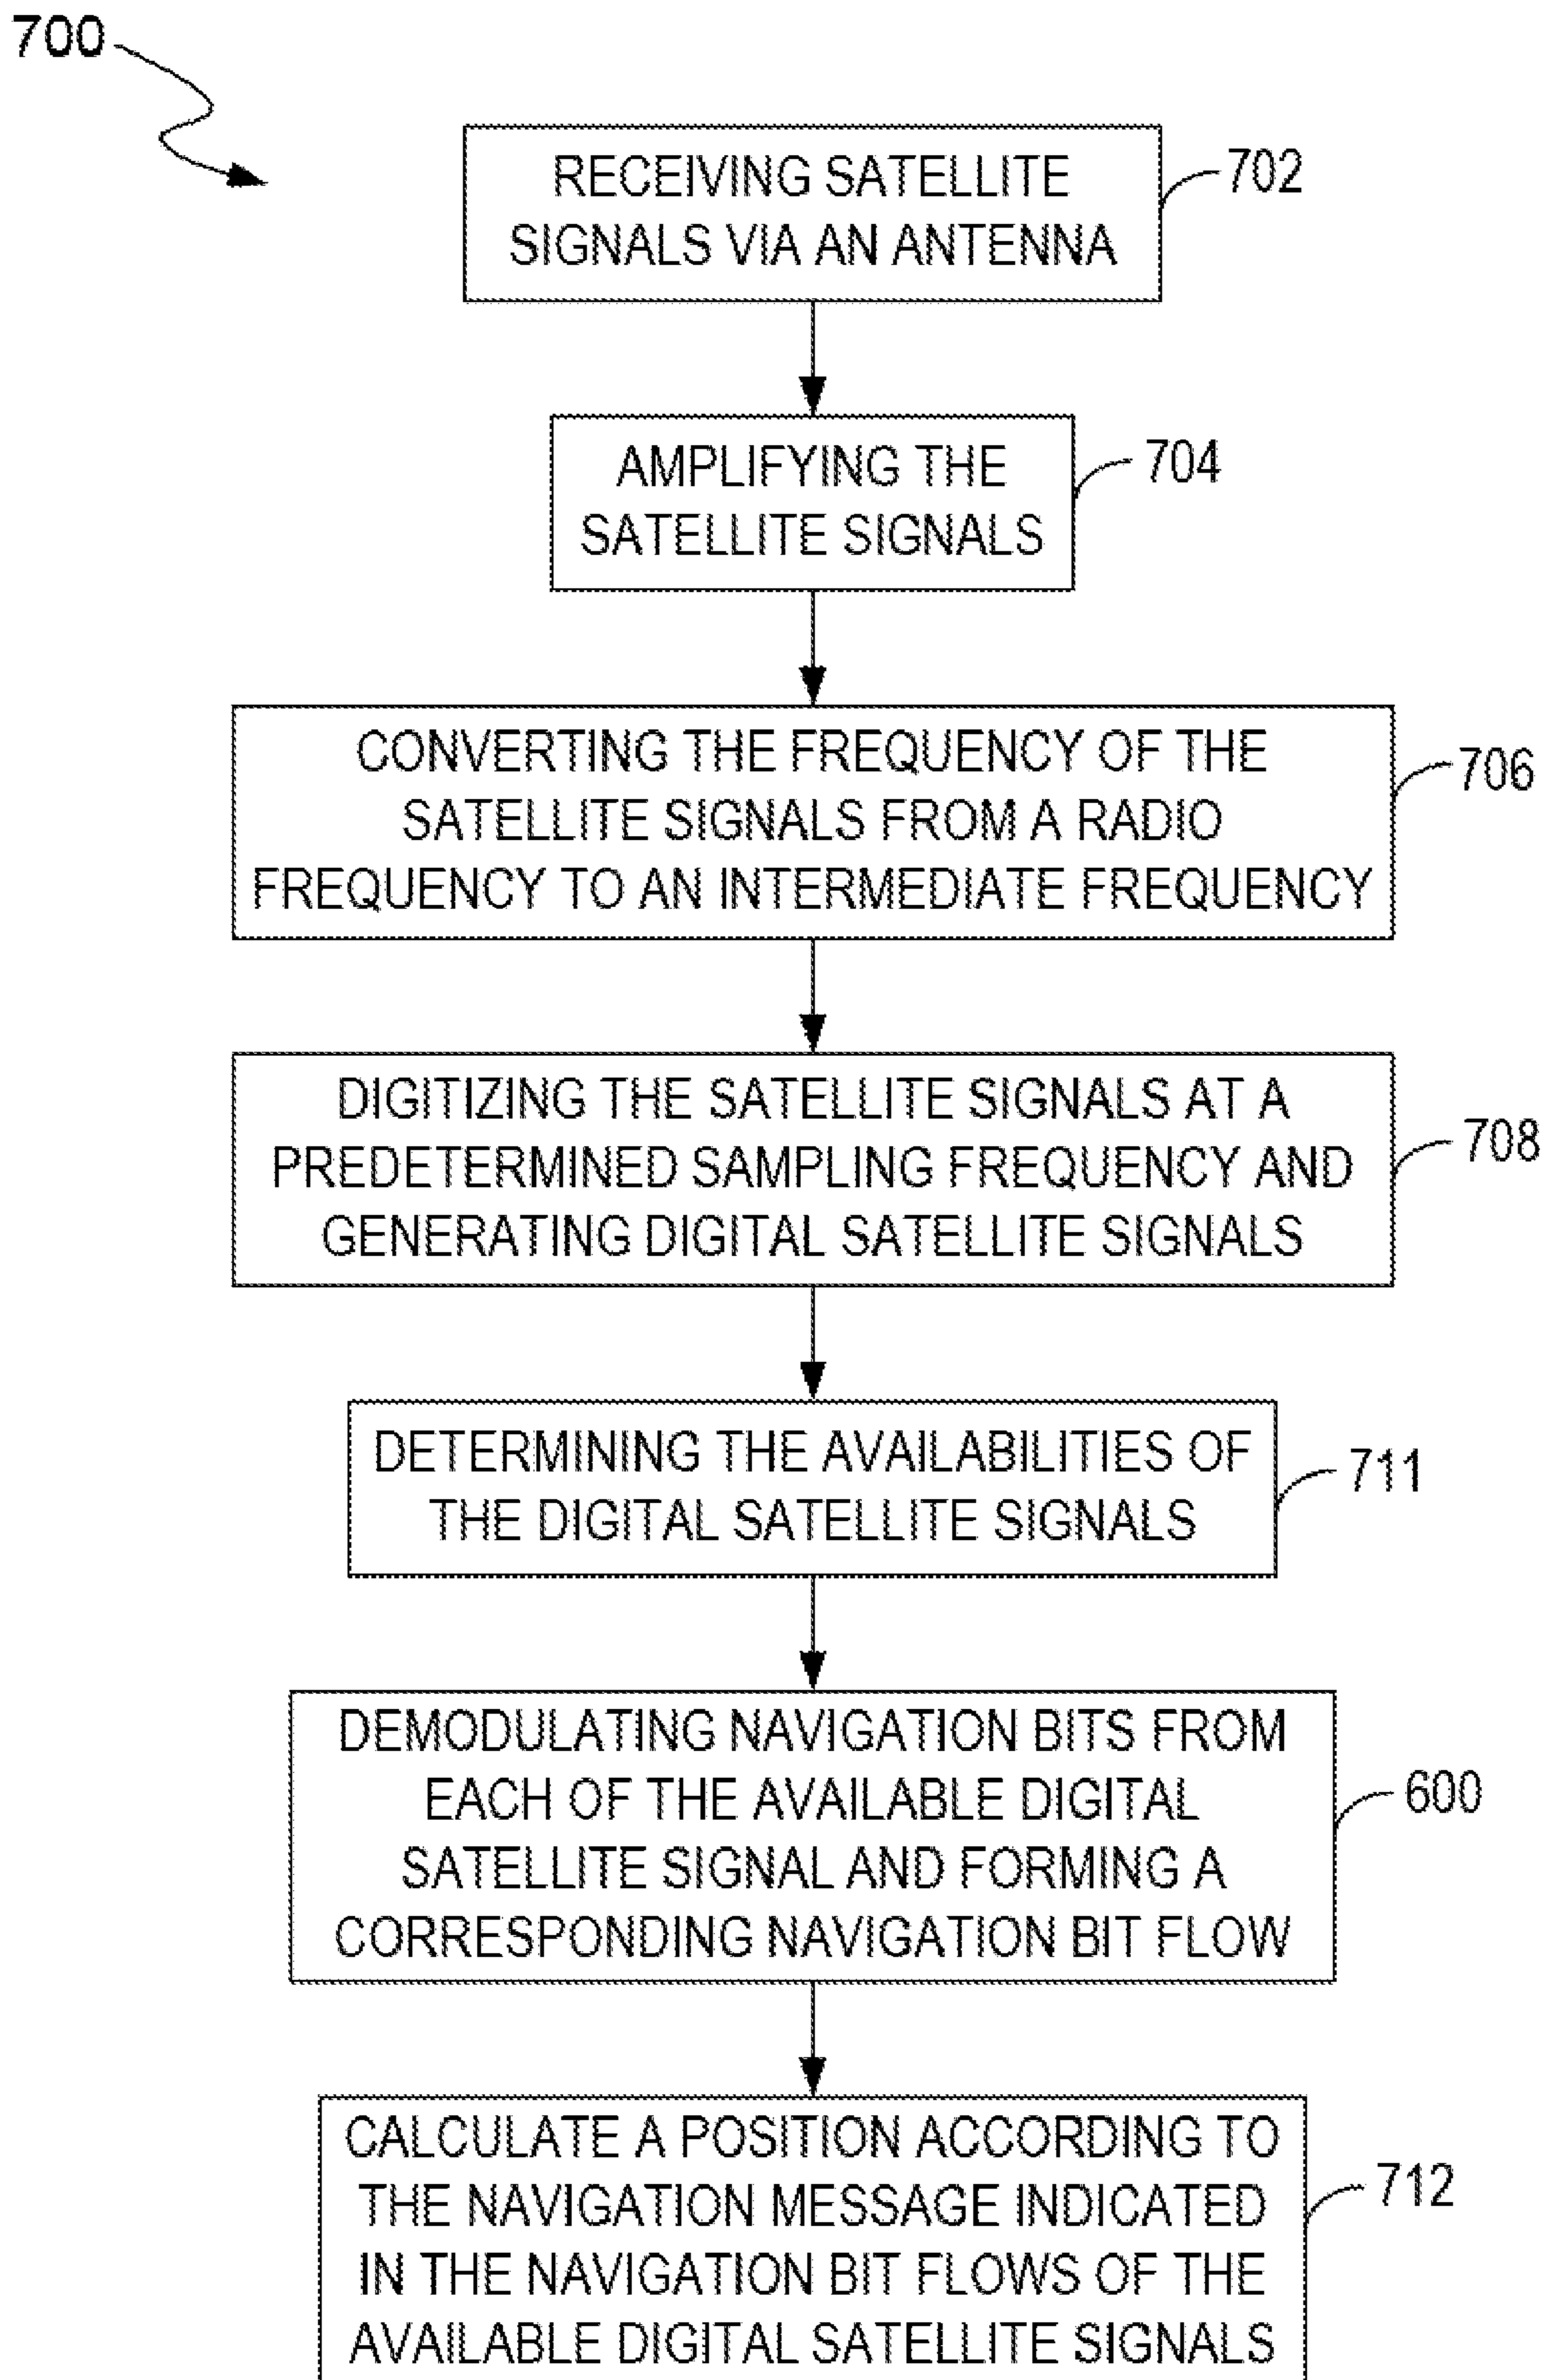 700
RECEIVING SATELLITE
SIGNALS VIA AN ANTENNA
702
AMPLIFYING THE
SATELLITE SIGNALS
704
CONVERTING THE FREQUENCY OF THE
SATELLITE SIGNALS FROM A RADIO
FREQUENCY TO AN INTERMEDIATE FREQUENCY
706
DIGITIZING THE SATELLITE SIGNALS AT A
PREDETERMINED SAMPLING FREQUENCY AND
GENERATING DIGITAL SATELLITE SIGNALS
708
DETERMINING THE AVAILABILITIES OF
THE DIGITAL SATELLITE SIGNALS
711
DEMODULATING NAVIGATION BITS FROM
EACH OF THE AVAILABLE DIGITAL
SATELLITE SIGNAL AND FORMING A
CORRESPONDING NAVIGATION BIT FLOW
600
CALCULATE A POSITION ACCORDING TO
THE NAVIGATION MESSAGE INDICATED
IN THE NAVIGATION BIT FLOWS OF THE
AVAILABLE DIGITAL SATELLITE SIGNALS
712